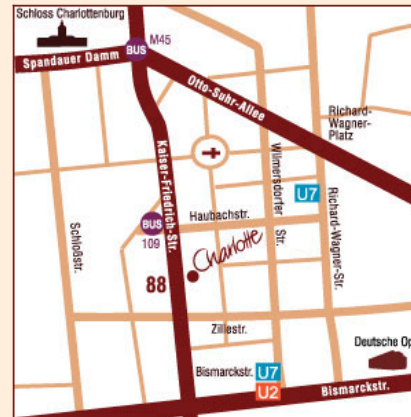 Schloss Charlottenburg
BUS M45
Spandauer Damm
Otto-Suhr-Allee
Richard-
Wagner-
Platz
Kaiser-Friedrich-Str.
Wilmersdorfer
Str.
U7
Richard-Wagner-Str.
Schloßstr.
BUS
109
Haubachstr.
Charlotte
88
Zillestr.
Deutsche Op
Bismarckstr.
U7
U2
Bismarckstr.